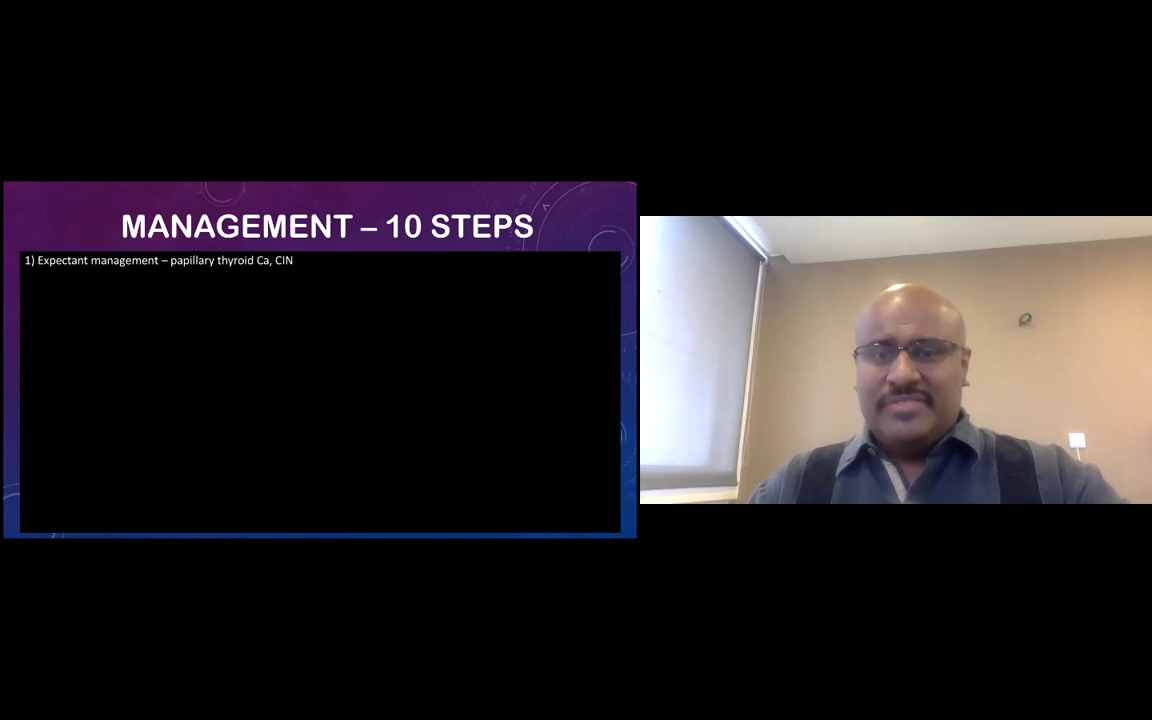 MANAGEMENT – 10 STEPS
1) Expectant management – papillary thyroid Ca, CIN